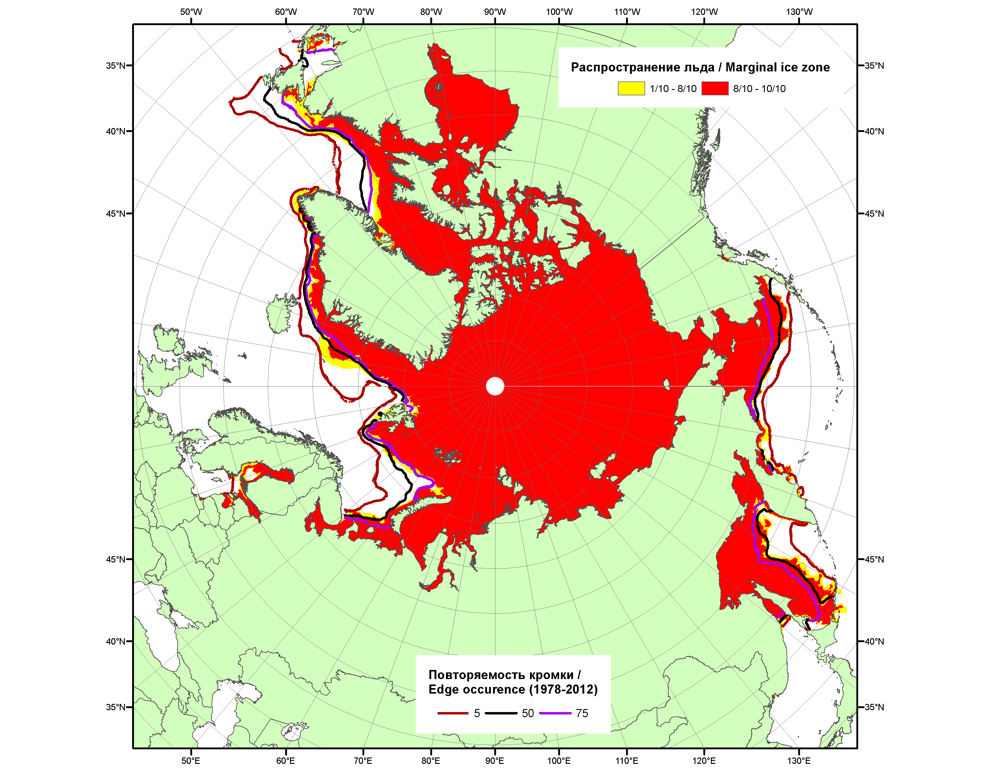 50°W 60°W 70°W 80°W 90°W 100°W 110°W 120°W 130°W
35°N 35°N
Распространение льда / Marginal ice zone
1/10 - 8/10 8/10 - 10/10
40°N 40°N
45°N 45°N
45°N 45°N
40°N 40°N
Повторяемость кромки /
Edge occurence (1978-2012)
5 50 75
35°N 35°N
50°E 60°E 70°E 80°E 90°E 100°E 110°E 120°E 130°E